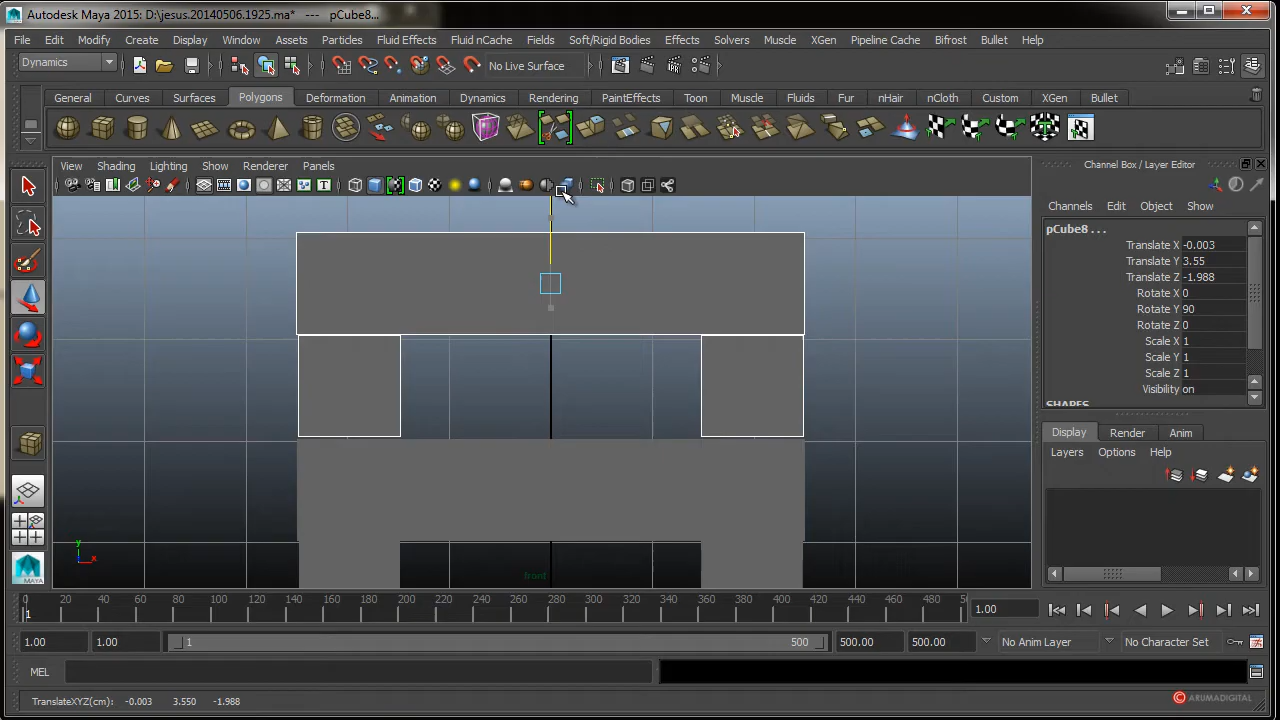 Autodesk Maya 2015: D:\jesus.20140506.1925.ma* --- pCube8...
File Edit Modify Create Display Window Assets Particles Fluid Effects Fluid nCache Fields Soft/Rigid Bodies Effects Solvers Muscle XGen Pipeline Cache Bifrost Bullet Help
Dynamics No Live Surface
General Curves Surfaces Polygons Deformation Animation Dynamics Rendering PaintEffects Toon Muscle Fluids Fur nHair nCloth Custom XGen Bullet
View Shading Lighting Show Renderer Panels
Channel Box / Layer Editor
Channels Edit Object Show
pCube8...
Translate X -0.003
Translate Y 3.55
Translate Z -1.988
Rotate X 0
Rotate Y 90
Rotate Z 0
Scale X 1
Scale Y 1
Scale Z 1
Visibility on
SHAPES
Display Render Anim
Layers Options Help
y
x
front
MAYA
0 20 40 60 80 100 120 140 160 180 200 220 240 260 280 300 320 340 360 380 400 420 440 460 480 50
1
1.00
1.00 1.00 1 500 500.00 500.00 No Anim Layer No Character Set
MEL
TranslateXYZ(cm): -0.003 3.550 -1.988
C ARUMADIGITAL